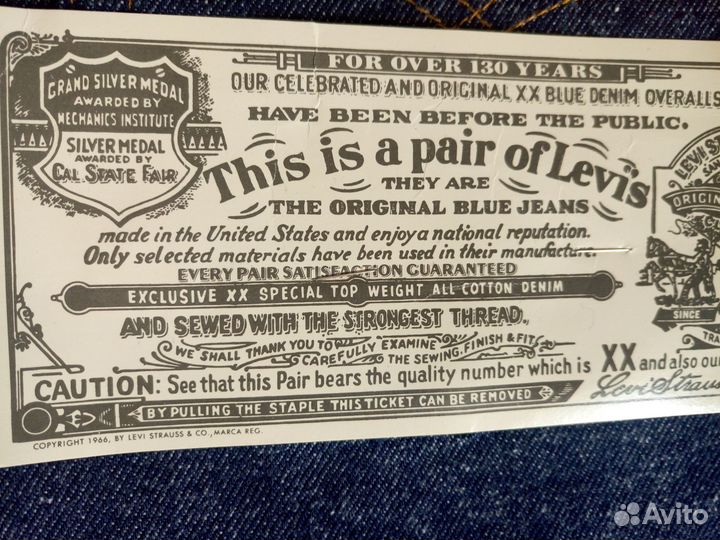 GRAND SILVER MEDAL
AWARDED BY
MECHANICS INSTITUTE
SILVER MEDAL
AWARDED BY
CAL STATE FAIR
FOR OVER 130 YEARS
OUR CELEBRATED AND ORIGINAL XX BLUE DENIM OVERALLS
HAVE BEEN BEFORE THE PUBLIC.
This is a pair of Levi's
THEY ARE
THE ORIGINAL BLUE JEANS
made in the United States and enjoy a national reputation.
Only selected materials have been used in their manufacture.
EVERY PAIR SATISFACTION GUARANTEED
EXCLUSIVE XX SPECIAL TOP WEIGHT ALL COTTON DENIM
AND SEWED WITH THE STRONGEST THREAD.
WE SHALL THANK YOU TO CAREFULLY EXAMINE THE SEWING, FINISH & FIT
CAUTION: See that this Pair bears the quality number which is XX and also our
Levi Strau
BY PULLING THE STAPLE THIS TICKET CAN BE REMOVED
COPYRIGHT 1966, BY LEVI STRAUSS & CO., MARCA REG.
LEVI S
ORIGIN
SINCE
TRA
Avito